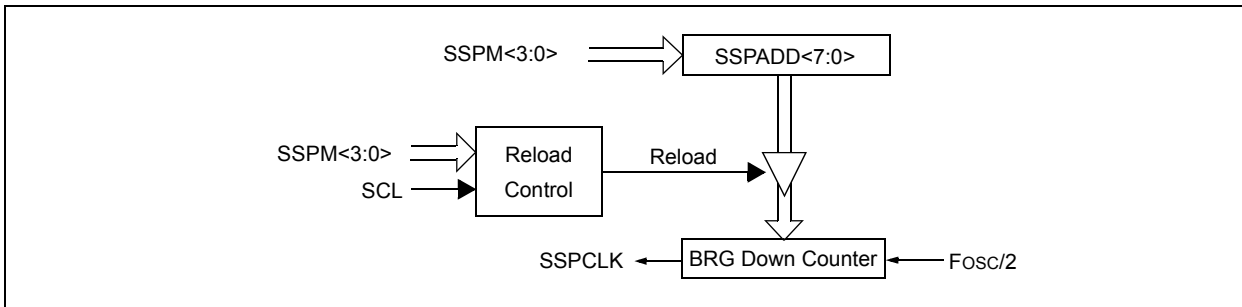 SSPM<3:0>
SSPADD<7:0>
SSPM<3:0>
SCL
Reload
Control
Reload
SSPCLK
BRG Down Counter
FOSC/2